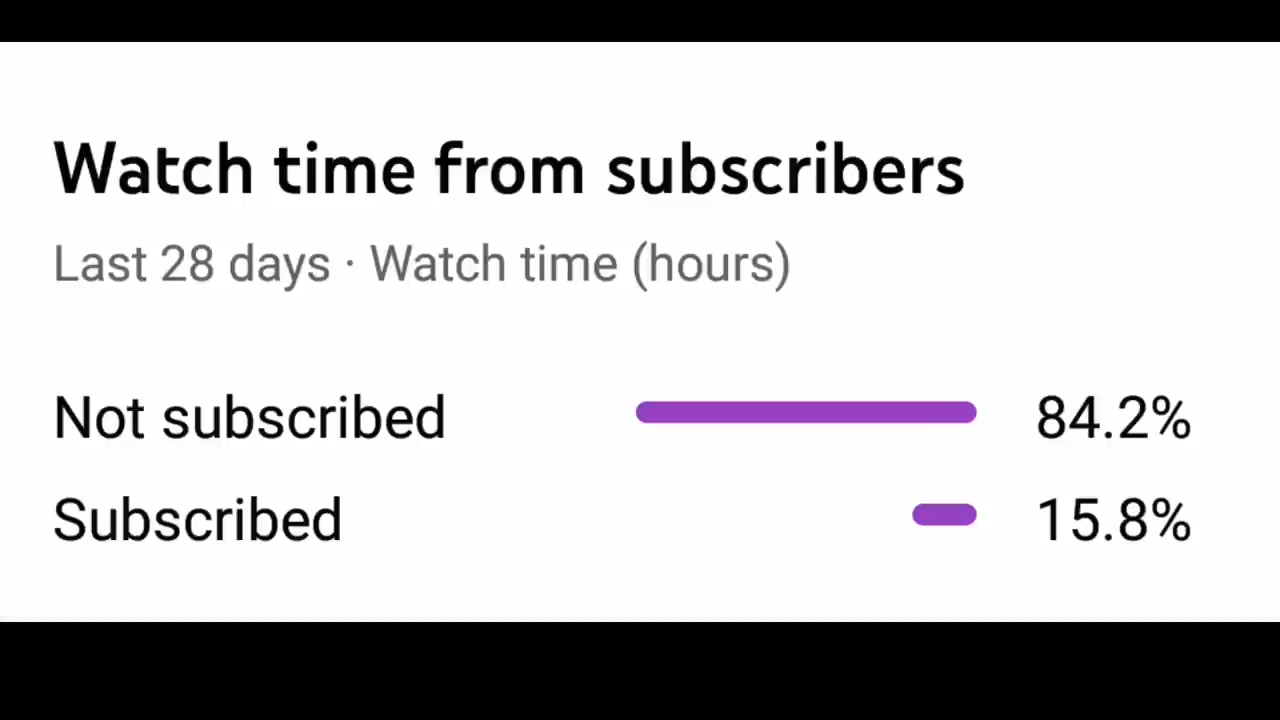 Watch time from subscribers
Last 28 days · Watch time (hours)
Not subscribed 84.2%
Subscribed 15.8%